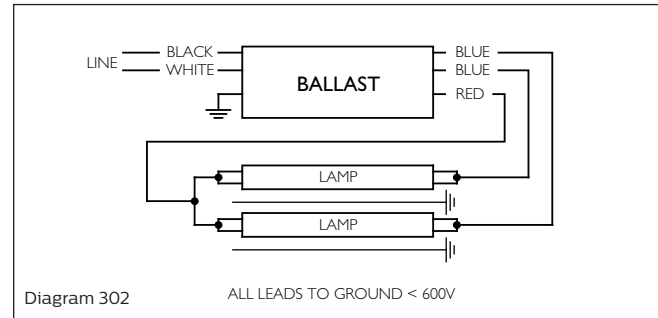 LINE
BLACK
WHITE
BALLAST
BLUE
BLUE
RED
LAMP
LAMP
Diagram 302
ALL LEADS TO GROUND < 600V